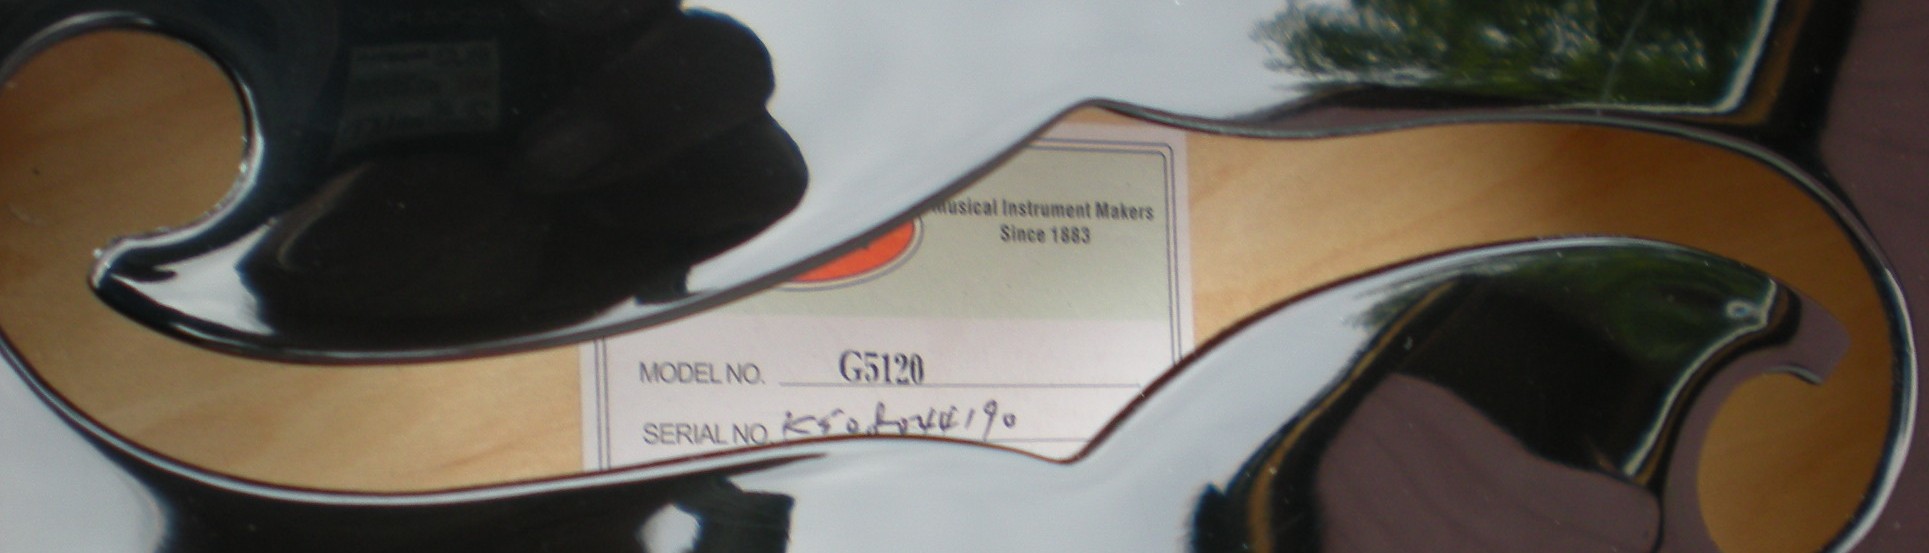 Musical Instrument Makers
Since 1883
MODEL NO. G5120
SERIAL NO.